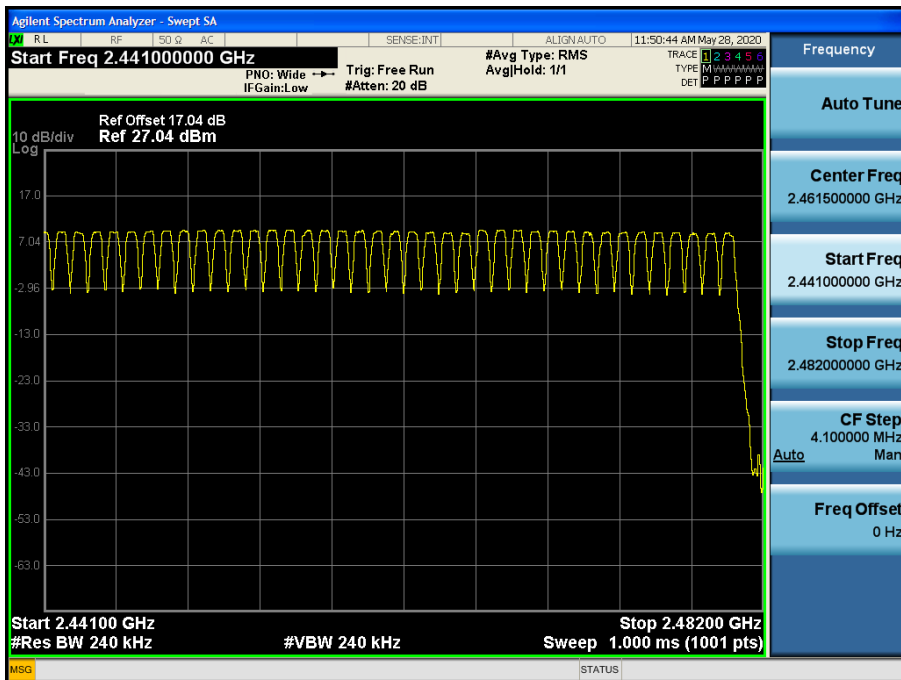 Agilent Spectrum Analyzer - Swept SA
LXI RL RF 50 Ω AC SENSE:INT ALIGN AUTO 11:50:44 AM May 28, 2020
Start Freq 2.441000000 GHz
#Avg Type: RMS
TRACE 1 2 3 4 5 6
PNO: Wide
Trig: Free Run
Avg|Hold: 1/1
TYPE M
IFGain:Low
#Atten: 20 dB
DET P P P P P P
Ref Offset 17.04 dB
10 dB/div Ref 27.04 dBm
Log
17.0
7.04
-2.96
-13.0
-23.0
-33.0
-43.0
-53.0
-63.0
Start 2.44100 GHz
Stop 2.48200 GHz
#Res BW 240 kHz
#VBW 240 kHz
Sweep 1.000 ms (1001 pts)
Frequency
Auto Tune
Center Freq
2.461500000 GHz
Start Freq
2.441000000 GHz
Stop Freq
2.482000000 GHz
CF Step
4.100000 MHz
Auto Man
Freq Offset
0 Hz
MSG
STATUS